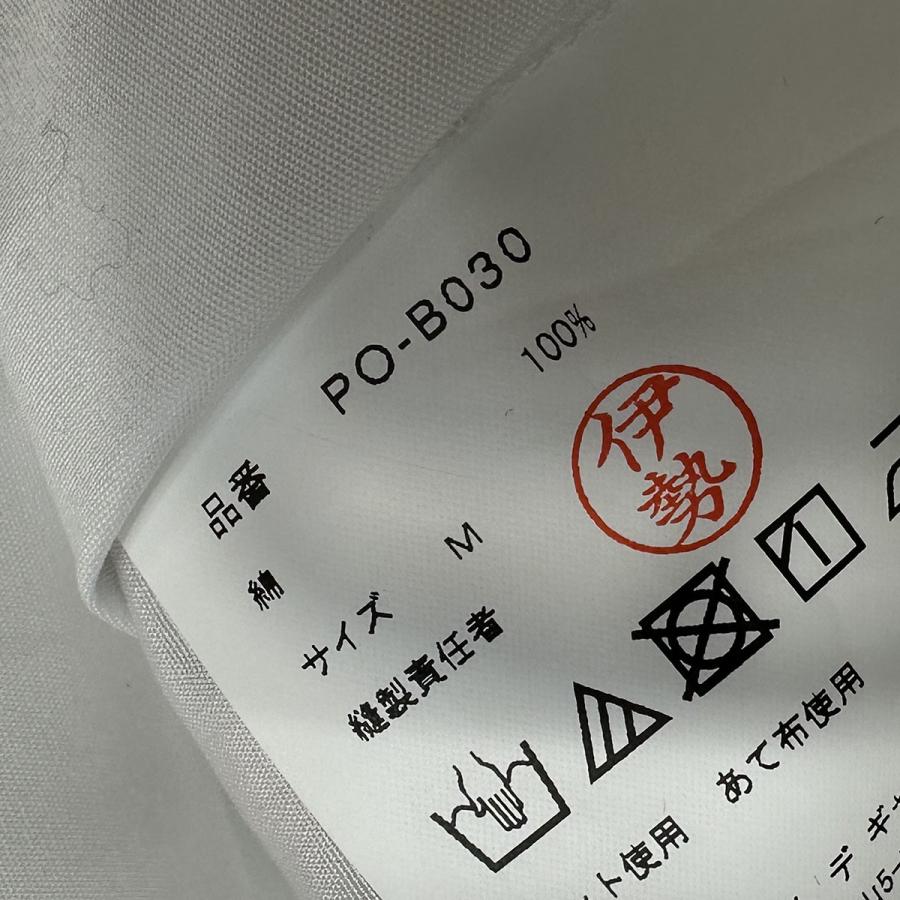 品番 PO-B030
綿 100%
サイズ M
縫製責任者 伊勢
ト使用 あて布使用
デ ギ